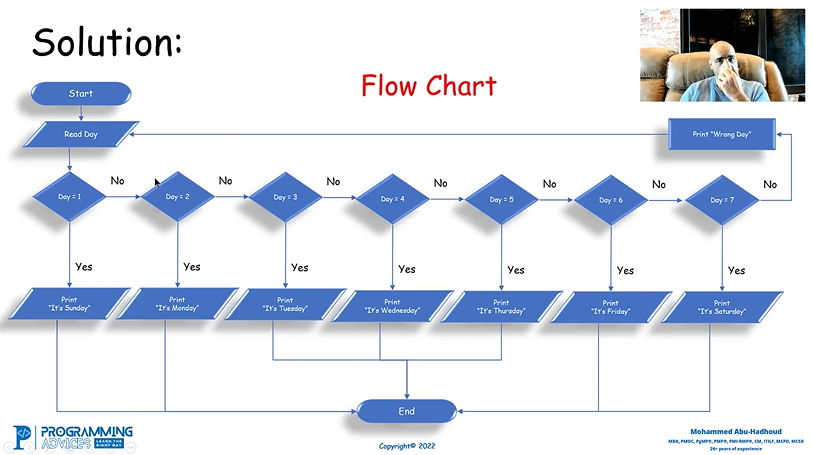 Solution:
Flow Chart
Start
Read Day
Print “Wrong Day”
No
No
No
No
No
No
No
Day = 1
Day = 2
Day = 3
Day = 4
Day = 5
Day = 6
Day = 7
Yes
Yes
Yes
Yes
Yes
Yes
Yes
Print
“It’s Sunday”
Print
“It’s Monday”
Print
“It’s Tuesday”
Print
“It’s Wednesday”
Print
“It’s Thursday”
Print
“It’s Friday”
Print
“It’s Saturday”
End
PROGRAMMING
ADVICES LEARN THE
RIGHT WAY
Copyright© 2022
Mohammed Abu-Hadhoud
MBA, PMOC, PgMP®, PMP®, PMI-RMP®, CM, ITILF, MCPD, MCSD
26+ years of experience